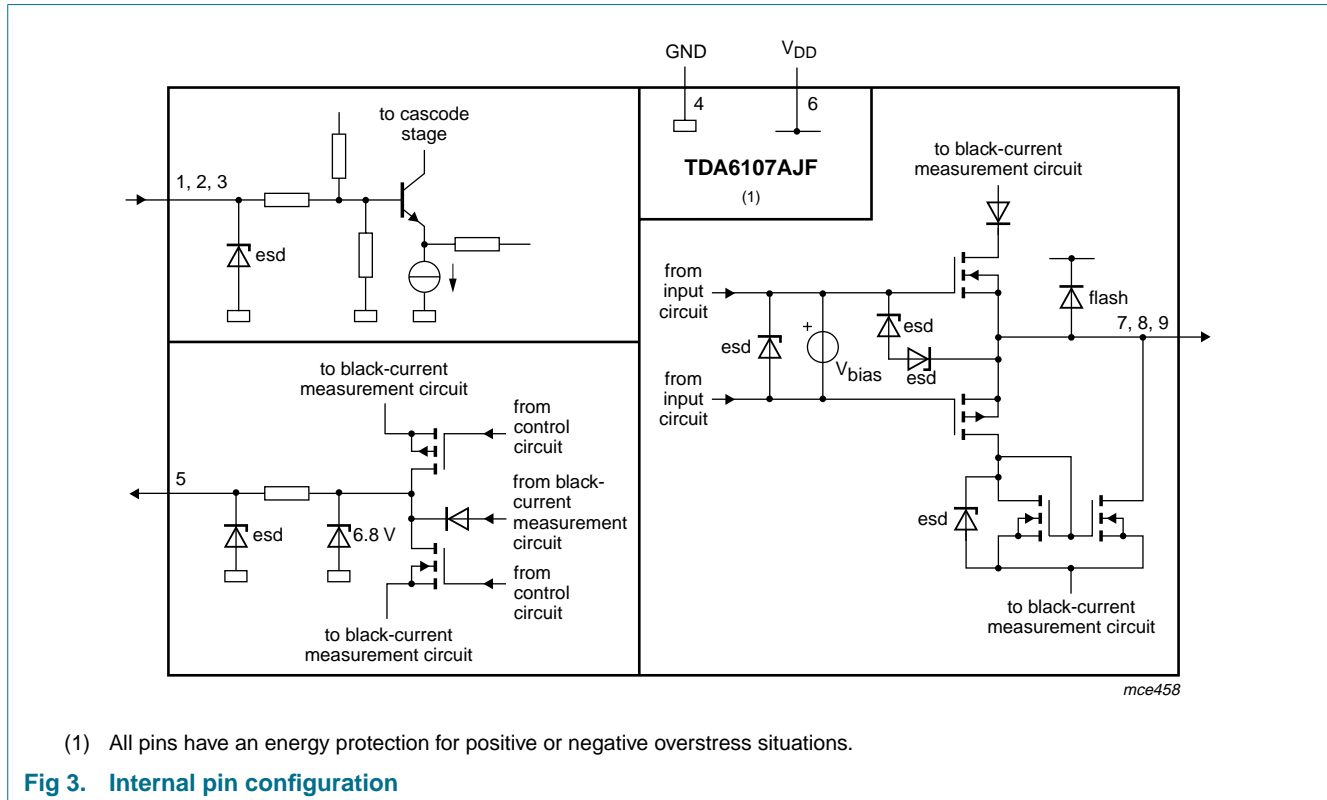 GND
VDD
4
6
TDA6107AJF
(1)
to cascode
stage
1, 2, 3
esd
to black-current
measurement circuit
from
control
circuit
5
from black-
current
measurement
circuit
esd
6.8 V
from
control
circuit
to black-current
measurement circuit
to black-current
measurement circuit
from
input
circuit
flash
7, 8, 9
esd
esd
+
Vbias
esd
from
input
circuit
esd
to black-current
measurement circuit
mce458
(1) All pins have an energy protection for positive or negative overstress situations.
Fig 3. Internal pin configuration